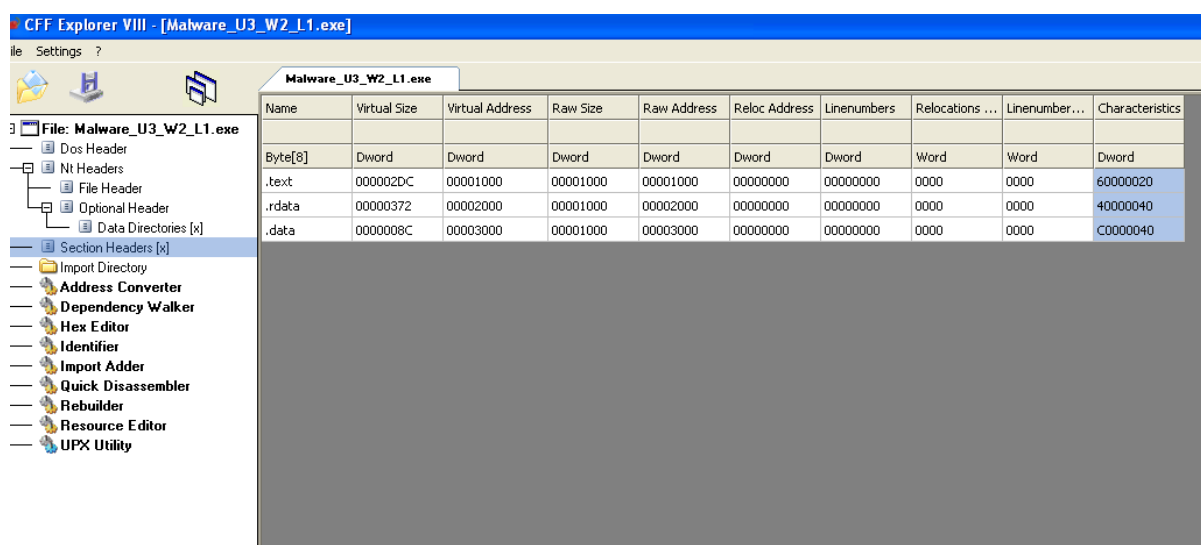 CFF Explorer VIII - [Malware_U3_W2_L1.exe]
ile Settings ?
Malware_U3_W2_L1.exe
File: Malware_U3_W2_L1.exe
Dos Header
Nt Headers
File Header
Optional Header
Data Directories [x]
Section Headers [x]
Import Directory
Address Converter
Dependency Walker
Hex Editor
Identifier
Import Adder
Quick Disassembler
Rebuilder
Resource Editor
UPX Utility
Name Virtual Size Virtual Address Raw Size Raw Address Reloc Address Linenumbers Relocations ... Linenumber... Characteristics
Byte[8] Dword Dword Dword Dword Dword Dword Word Word Dword
.text 000002DC 00001000 00001000 00001000 00000000 00000000 0000 0000 60000020
.rdata 00000372 00002000 00001000 00002000 00000000 00000000 0000 0000 40000040
.data 0000008C 00003000 00001000 00003000 00000000 00000000 0000 0000 C0000040